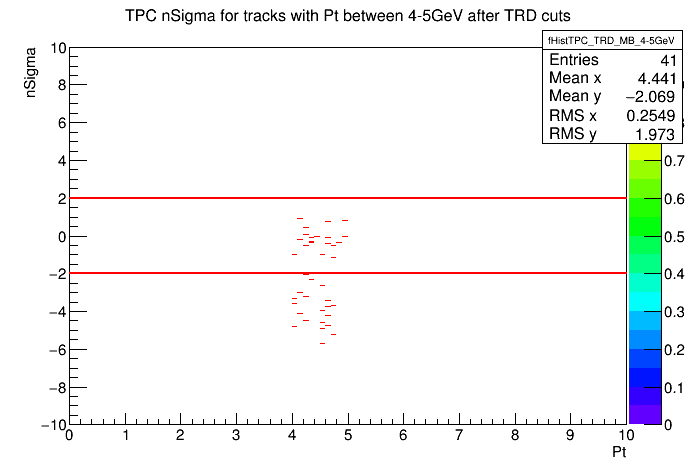 TPC nSigma for tracks with Pt between 4-5GeV after TRD cuts
fHistTPC_TRD_MB_4-5GeV
Entries 41
Mean x 4.441
Mean y −2.069
RMS x 0.2549
RMS y 1.973
nSigma
10
8
6
4
2
0
−2
−4
−6
−8
−10
0 1 2 3 4 5 6 7 8 9 10
Pt
0.7
0.6
0.5
0.4
0.3
0.2
0.1
0